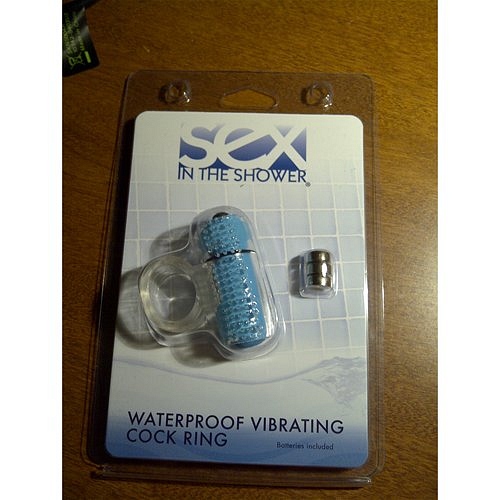 sex
IN THE SHOWER®
WATERPROOF VIBRATING
COCK RING
Batteries included